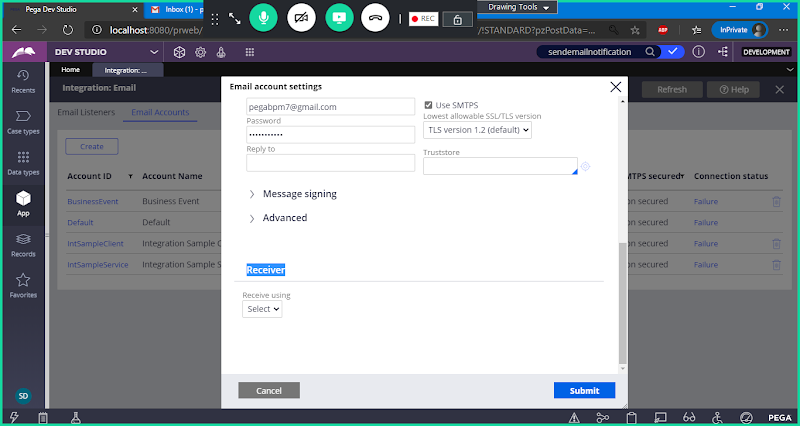 Pega Dev Studio
Inbox (1) - p
Drawing Tools
REC
localhost:8080/prweb/
/!STANDARD?pzPostData=...
ABP
InPrivate
DEV STUDIO
sendemailnotification
DEVELOPMENT
Recents
Case types
Data types
App
Records
Favorites
SD
Home
Integration: ...
Integration: Email
Refresh
Help
Email Listeners
Email Accounts
Create
Account ID
Account Name
MTPS secured
Connection status
BusinessEvent
Business Event
on secured
Failure
Default
Default
on secured
Failure
IntSampleClient
Integration Sample C
on secured
Failure
IntSampleService
Integration Sample S
on secured
Failure
Email account settings
pegabpm7@gmail.com
Use SMTPS
Password
Lowest allowable SSL/TLS version
•••••••••••
TLS version 1.2 (default)
Reply to
Truststore
Message signing
Advanced
Receiver
Receive using
Select
Cancel
Submit
PEGA